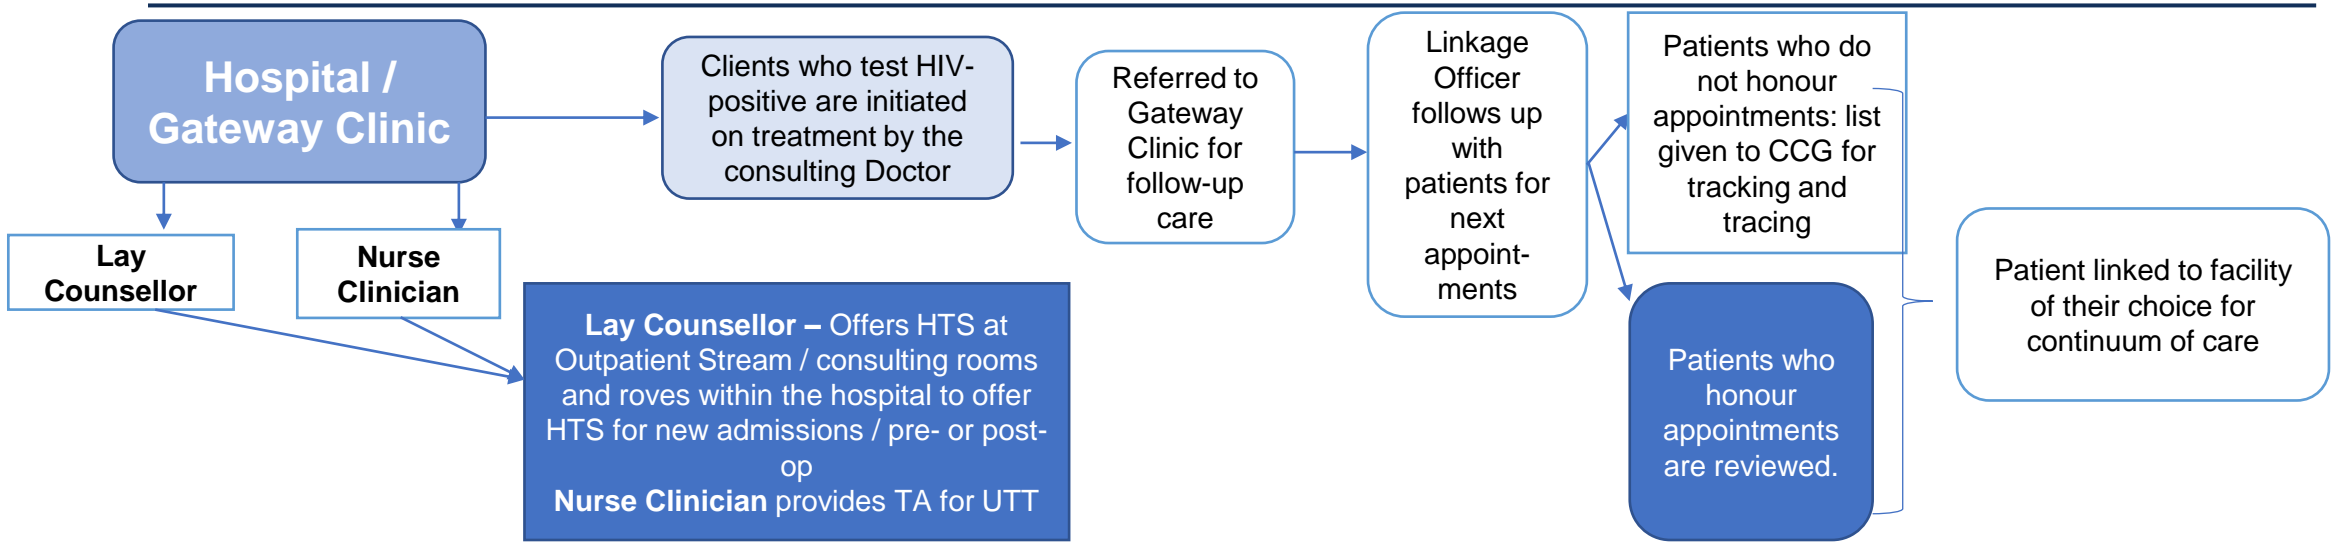 Hospital /
Gateway Clinic
Clients who test HIV-
positive are initiated
on treatment by the
consulting Doctor
Referred to
Gateway
Clinic for
follow-up
care
Linkage
Officer
follows up
with
patients for
next
appoint-
ments
Patients who do
not honour
appointments: list
given to CCG for
tracking and
tracing
Lay
Counsellor
Nurse
Clinician
Lay Counsellor – Offers HTS at
Outpatient Stream / consulting rooms
and roves within the hospital to offer
HTS for new admissions / pre- or post-
op
Nurse Clinician provides TA for UTT
Patients who
honour
appointments
are reviewed.
Patient linked to facility
of their choice for
continuum of care